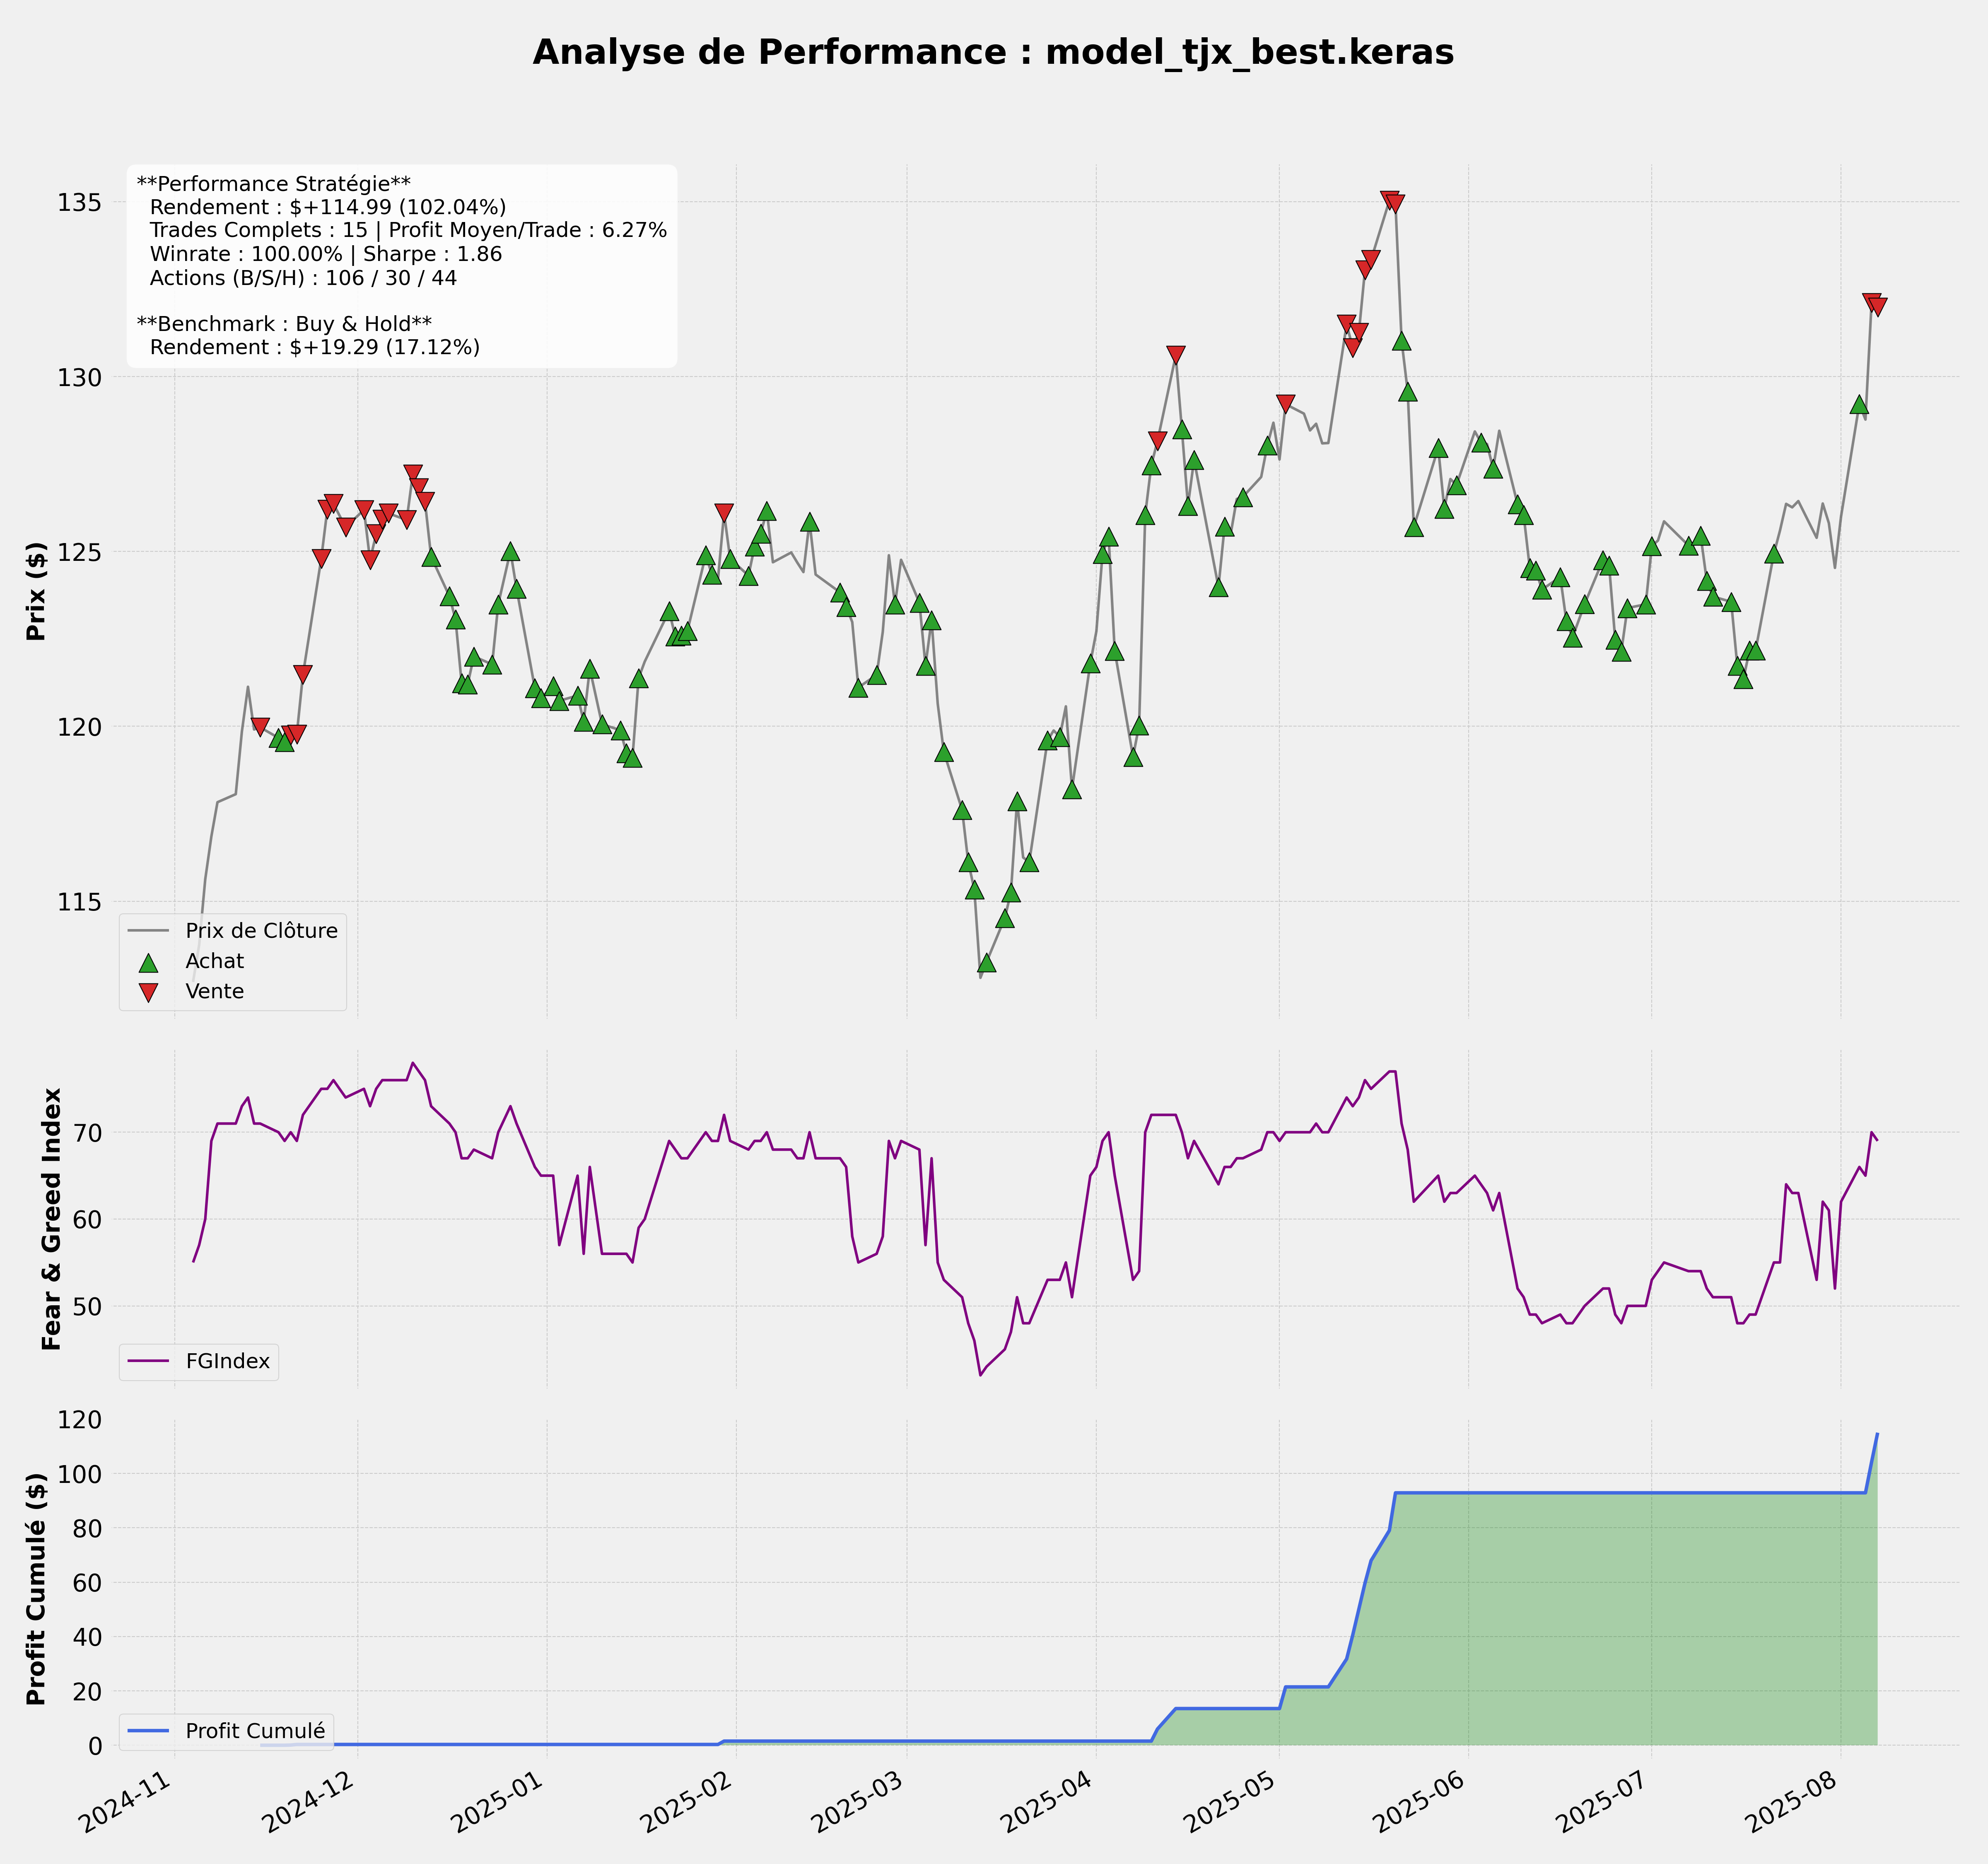 Analyse de Performance : model_tjx_best.keras
**Performance Stratégie**
Rendement : $+114.99 (102.04%)
Trades Complets : 15 | Profit Moyen/Trade : 6.27%
Winrate : 100.00% | Sharpe : 1.86
Actions (B/S/H) : 106 / 30 / 44
**Benchmark : Buy & Hold**
Rendement : $+19.29 (17.12%)
Prix ($)
135
130
125
120
115
Prix de Clôture
Achat
Vente
Fear & Greed Index
70
60
50
FGIndex
Profit Cumulé ($)
120
100
80
60
40
20
0
Profit Cumulé
2024-11
2024-12
2025-01
2025-02
2025-03
2025-04
2025-05
2025-06
2025-07
2025-08